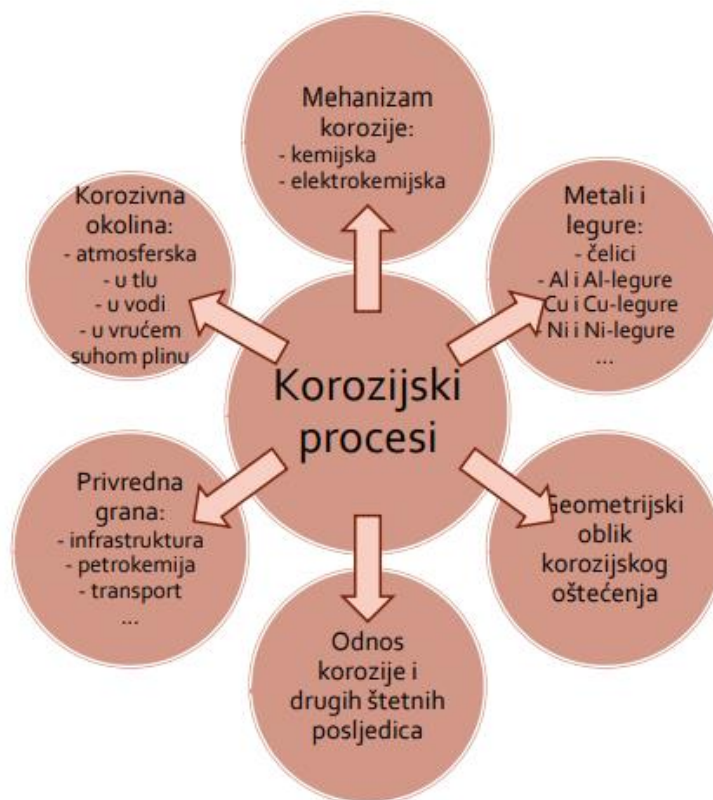 Mehanizam
korozije:
- kemijska
- elektrokemijska
Korozivna
okolina:
- atmosferska
- u tlu
- u vodi
- u vrućem
suhom plinu
Metali i
legure:
- čelici
- Al i Al-legure
- Cu i Cu-legure
- Ni i Ni-legure
...
Korozijski
procesi
Privredna
grana:
- infrastruktura
- petrokemija
- transport
...
Geometrijski
oblik
korozijskog
oštećenja
Odnos
korozije i
drugih štetnih
posljedica